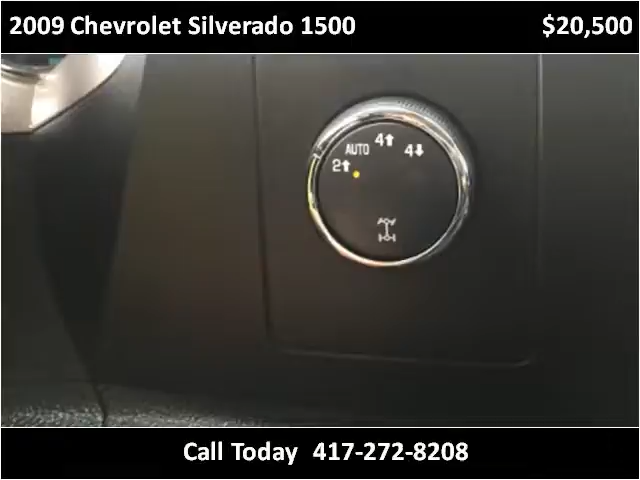 2009 Chevrolet Silverado 1500 $20,500
4⬆
AUTO 4⬇
2⬆
Call Today 417-272-8208